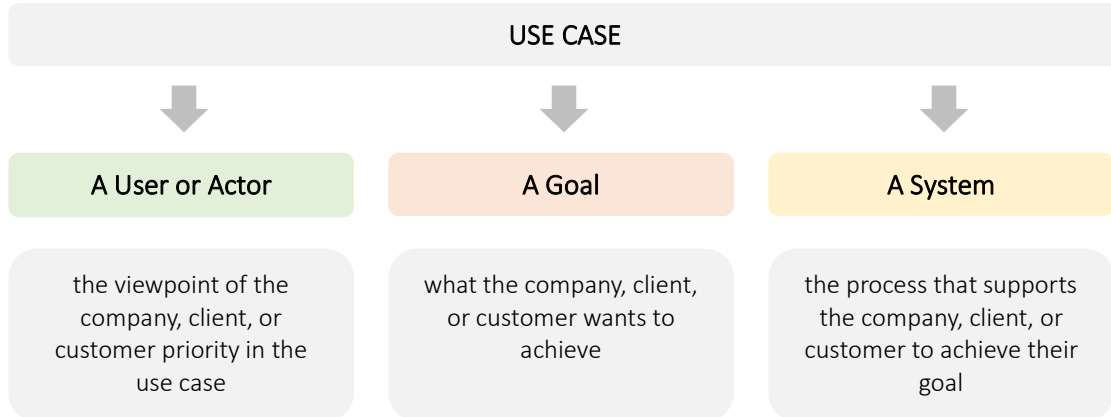 USE CASE
A User or Actor
A Goal
A System
the viewpoint of the
company, client, or
customer priority in the
use case
what the company, client,
or customer wants to
achieve
the process that supports
the company, client, or
customer to achieve their
goal